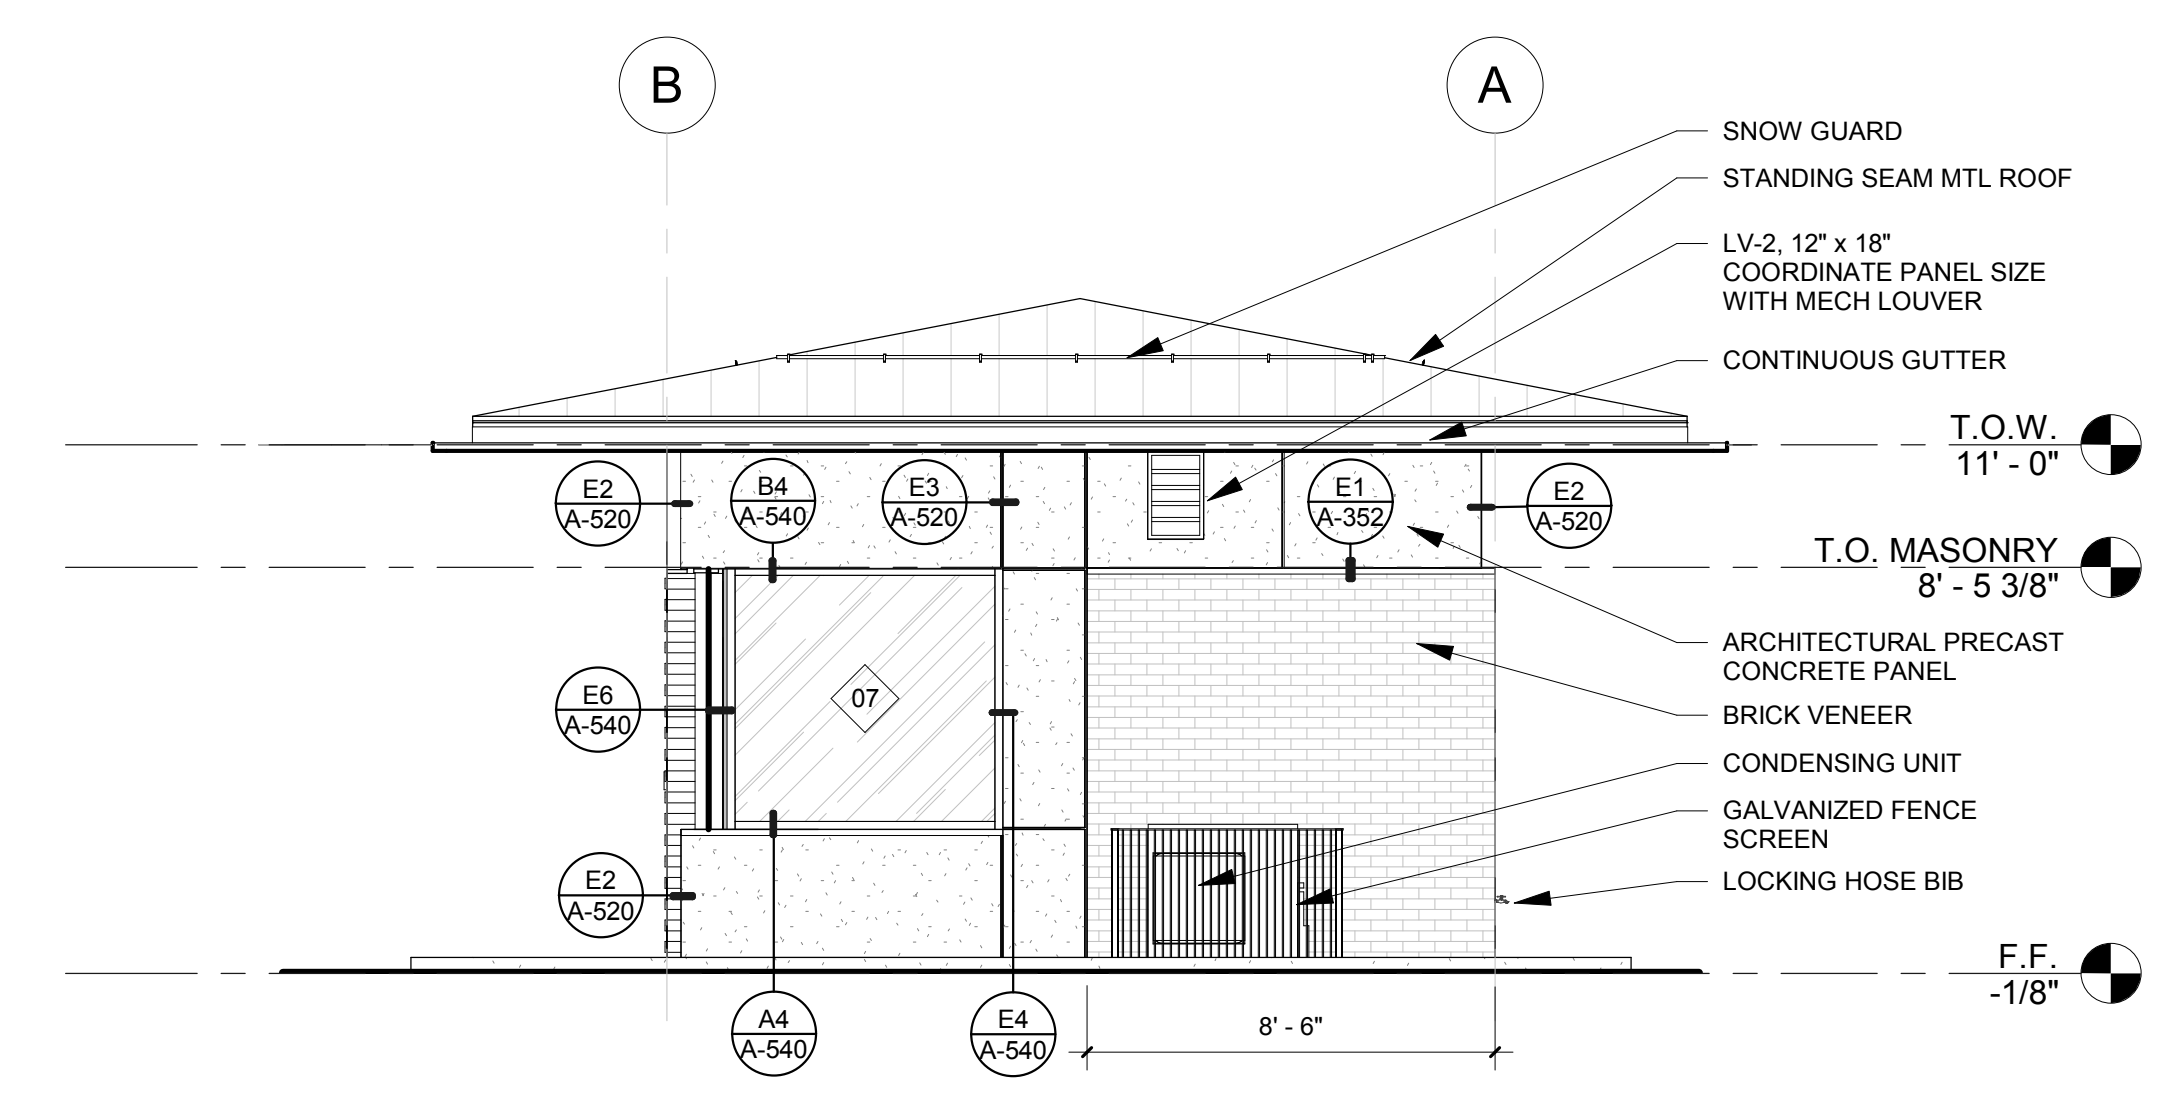 B
A
SNOW GUARD
STANDING SEAM MTL ROOF
LV-2, 12" x 18"
COORDINATE PANEL SIZE
WITH MECH LOUVER
CONTINUOUS GUTTER
T.O.W.
11' - 0"
E2
A-520
B4
A-540
E3
A-520
E1
A-352
E2
A-520
T.O. MASONRY
8' - 5 3/8"
ARCHITECTURAL PRECAST
CONCRETE PANEL
E6
A-540
07
BRICK VENEER
CONDENSING UNIT
GALVANIZED FENCE
SCREEN
E2
A-520
LOCKING HOSE BIB
F.F.
-1/8"
A4
A-540
E4
A-540
8' - 6"